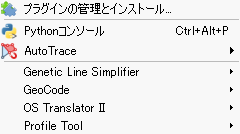 プラグインの管理とインストール...
Pythonコンソール Ctrl+Alt+P
AutoTrace
Genetic Line Simplifier
GeoCode
OS Translator II
Profile Tool